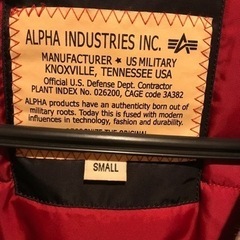 ALPHA INDUSTRIES INC.
MANUFACTURER ★ US MILITARY
KNOXVILLE, TENNESSEE USA
Official U.S. Defense Dept. Contractor
PLANT INDEX No. 026200, CAGE code 3A382
ALPHA products have an authenticity born out of
military roots. Today this is fused with modern
influences in technology, fashion and durability.
SMALL